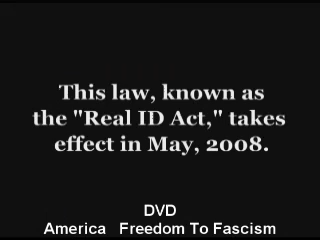 This law, known as
the "Real ID Act," takes
effect in May, 2008.
DVD
America Freedom To Fascism